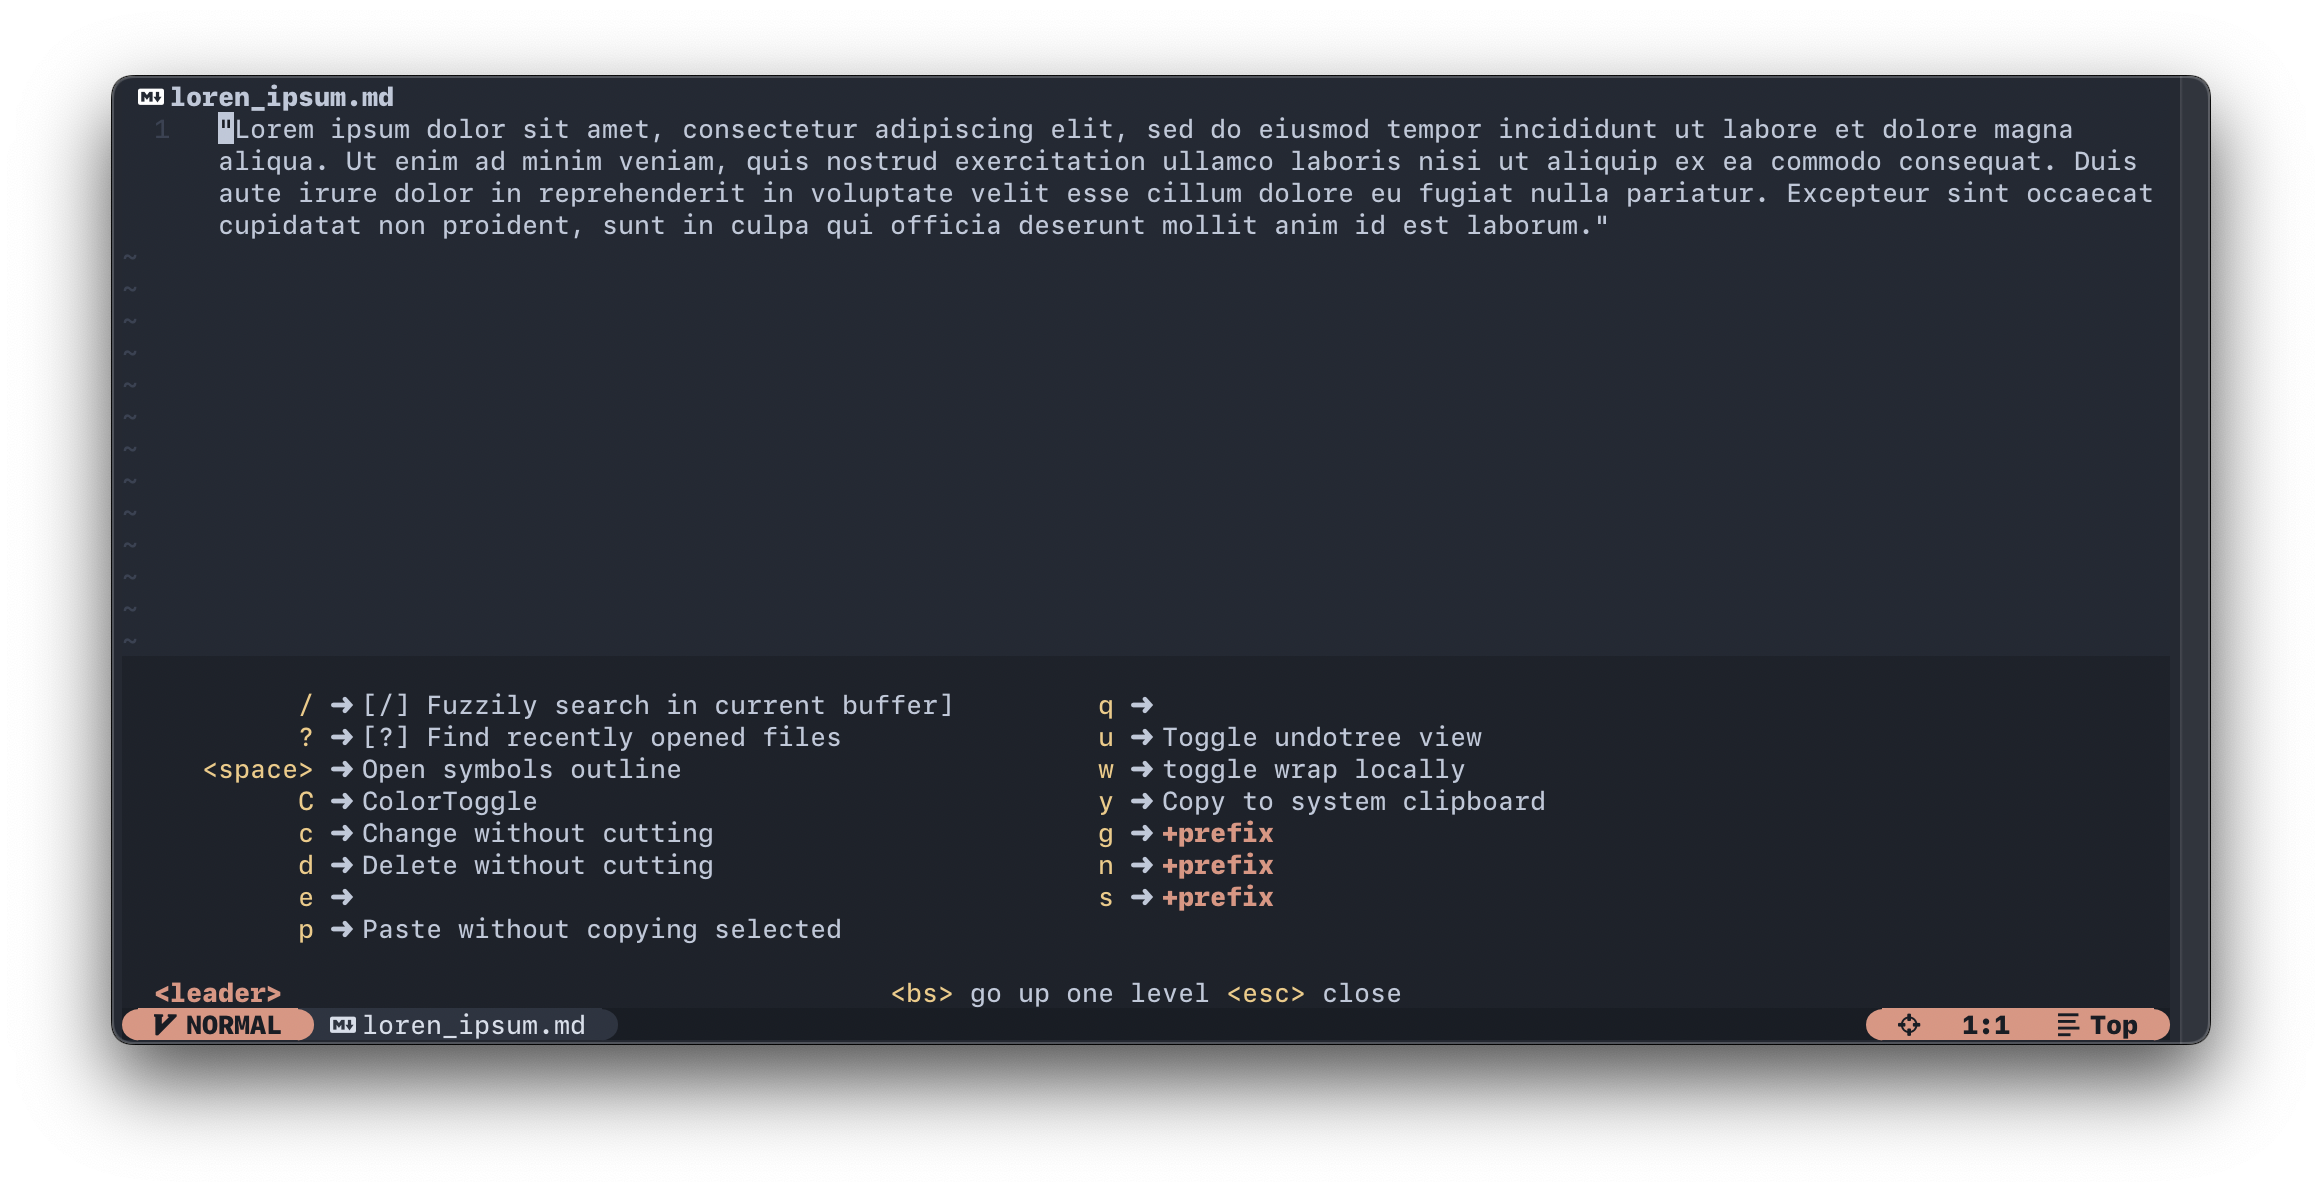 loren_ipsum.md
1 "Lorem ipsum dolor sit amet, consectetur adipiscing elit, sed do eiusmod tempor incididunt ut labore et dolore magna
aliqua. Ut enim ad minim veniam, quis nostrud exercitation ullamco laboris nisi ut aliquip ex ea commodo consequat. Duis
aute irure dolor in reprehenderit in voluptate velit esse cillum dolore eu fugiat nulla pariatur. Excepteur sint occaecat
cupidatat non proident, sunt in culpa qui officia deserunt mollit anim id est laborum."
~
~
~
~
~
~
~
~
~
~
~
~
~
/ ➜ [/] Fuzzily search in current buffer]
? ➜ [?] Find recently opened files
<space> ➜ Open symbols outline
C ➜ ColorToggle
c ➜ Change without cutting
d ➜ Delete without cutting
e ➜
p ➜ Paste without copying selected
q ➜
u ➜ Toggle undotree view
w ➜ toggle wrap locally
y ➜ Copy to system clipboard
g ➜ +prefix
n ➜ +prefix
s ➜ +prefix
<leader> <bs> go up one level <esc> close
NORMAL loren_ipsum.md 1:1 Top